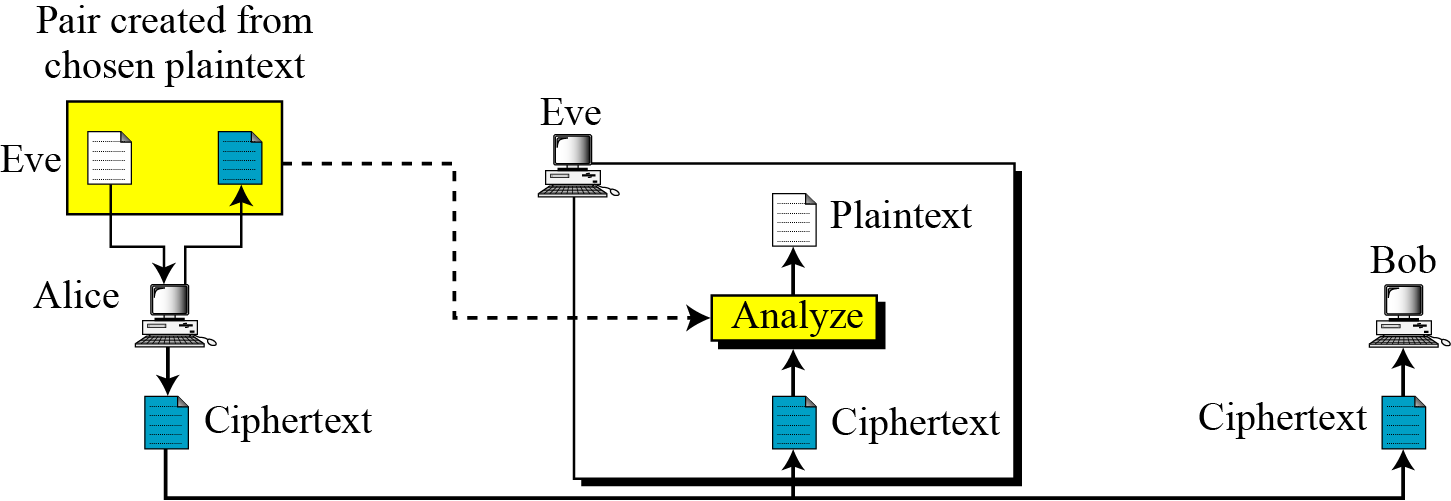 Pair created from
chosen plaintext
Eve
Eve
Plaintext
Bob
Alice
Analyze
Ciphertext
Ciphertext
Ciphertext